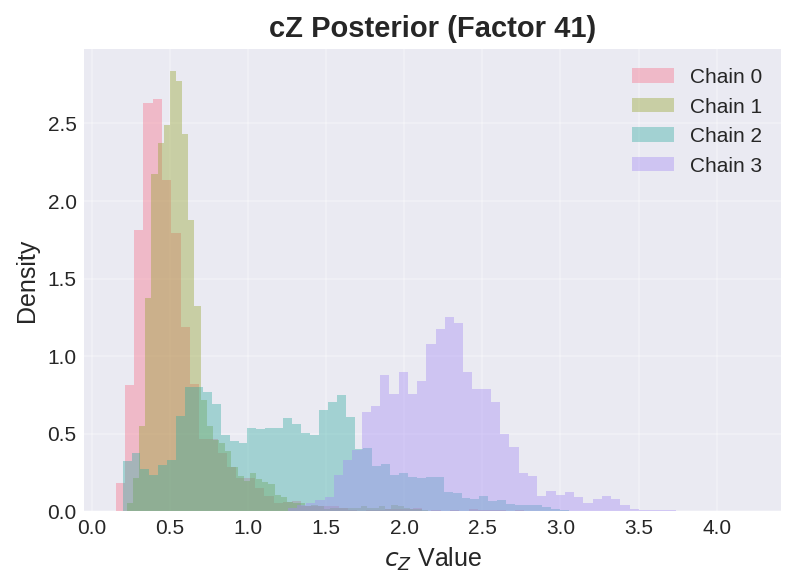 cZ Posterior (Factor 41)
Chain 0
Chain 1
Chain 2
Chain 3
Density
2.5
2.0
1.5
1.0
0.5
0.0
0.0 0.5 1.0 1.5 2.0 2.5 3.0 3.5 4.0
c_Z Value